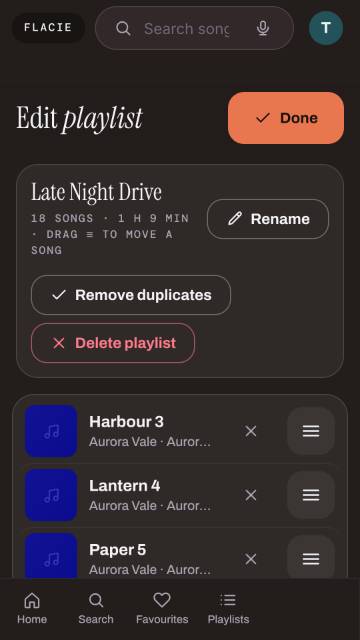 FLACIE
Search song
T
Edit playlist
Done
Late Night Drive
18 SONGS · 1 H 9 MIN
· DRAG ≡ TO MOVE A
SONG
Rename
Remove duplicates
Delete playlist
Harbour 3
Aurora Vale · Auror...
Lantern 4
Aurora Vale · Auror...
Paper 5
Aurora Vale · Auror...
Home
Search
Favourites
Playlists